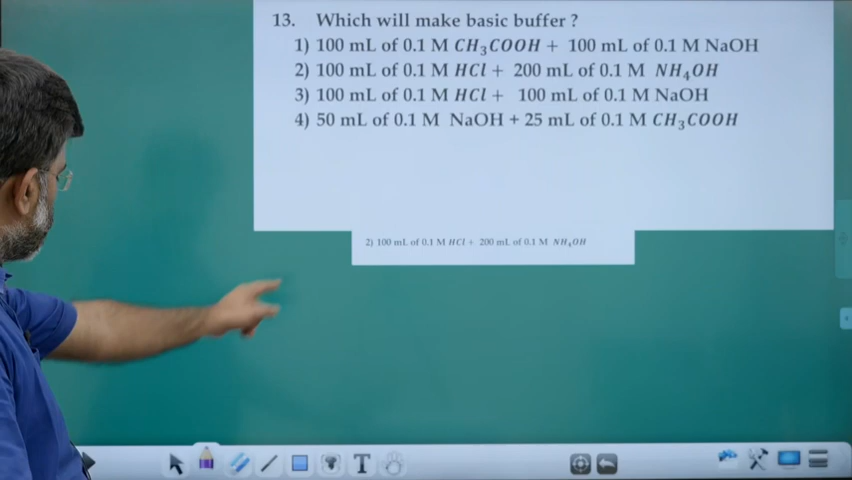 13. Which will make basic buffer ?
1) 100 mL of 0.1 M CH₃COOH + 100 mL of 0.1 M NaOH
2) 100 mL of 0.1 M HCl + 200 mL of 0.1 M NH₄OH
3) 100 mL of 0.1 M HCl + 100 mL of 0.1 M NaOH
4) 50 mL of 0.1 M NaOH + 25 mL of 0.1 M CH₃COOH
2) 100 mL of 0.1 M HCl + 200 mL of 0.1 M NH₄OH
T